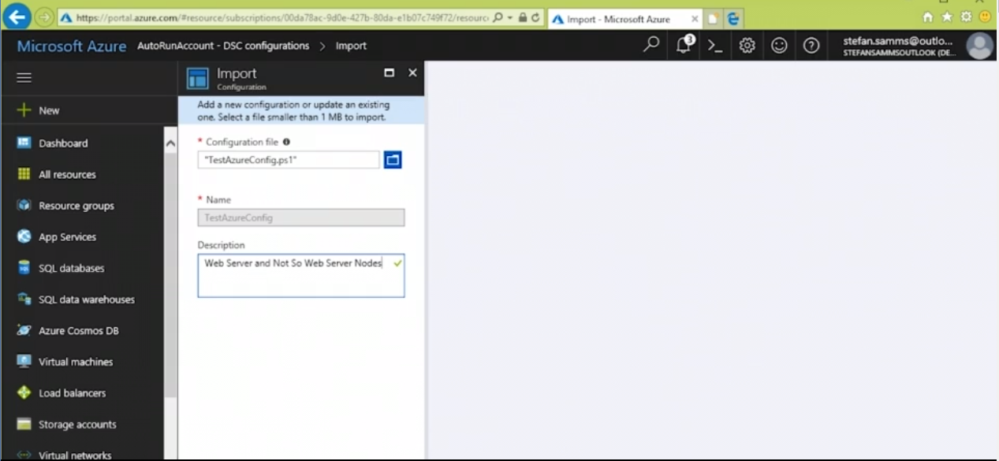 https://portal.azure.com/#resource/subscriptions/00da78ac-9d0e-427b-80da-e1b07c749f72/resourc
Import - Microsoft Azure
Microsoft Azure AutoRunAccount - DSC configurations > Import
3
stefan.samms@outlo...
STEFANSAMMSOUTLOOK (DE...
Import
Configuration
New
Add a new configuration or update an existing
one. Select a file smaller than 1 MB to import.
Dashboard
* Configuration file
"TestAzureConfig.ps1"
All resources
* Name
Resource groups
TestAzureConfig
App Services
Description
SQL databases
Web Server and Not So Web Server Nodes
SQL data warehouses
Azure Cosmos DB
Virtual machines
Load balancers
Storage accounts
Virtual networks